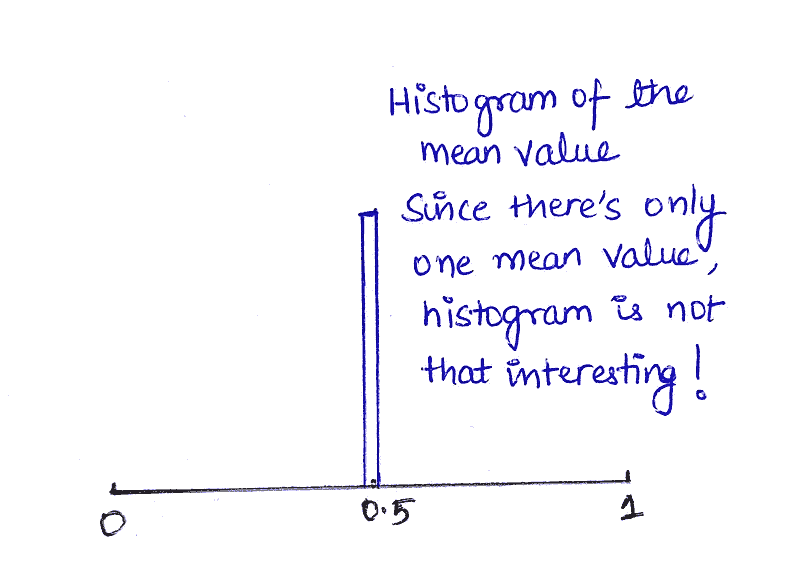 Histogram of the
mean value
Since there's only
one mean value,
histogram is not
that interesting!
0 0.5 1